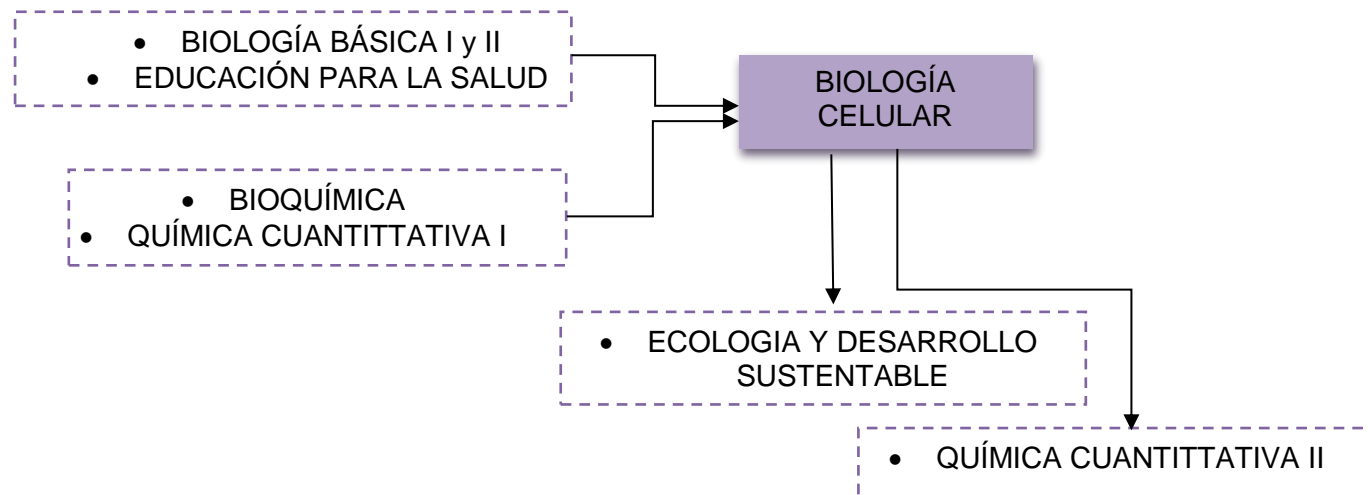 • BIOLOGÍA BÁSICA I y II
• EDUCACIÓN PARA LA SALUD
BIOLOGÍA
CELULAR
• BIOQUÍMICA
• QUÍMICA CUANTITTATIVA I
• ECOLOGIA Y DESARROLLO
SUSTENTABLE
• QUÍMICA CUANTITTATIVA II